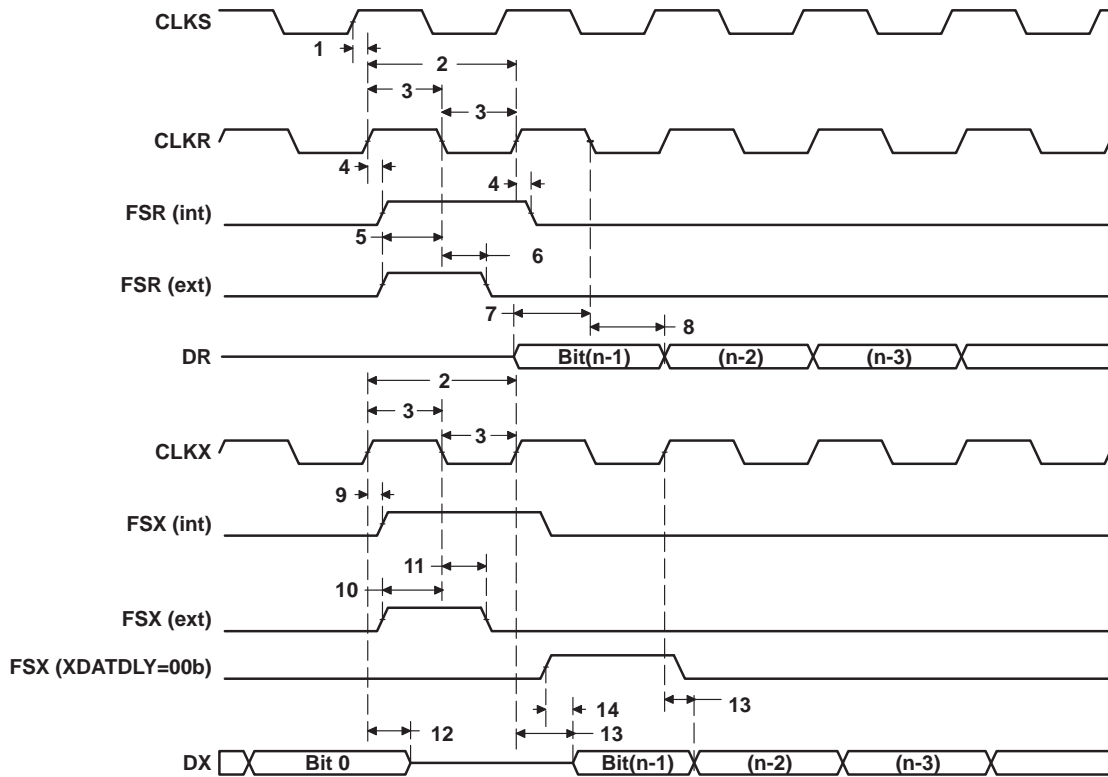 CLKS
1
2
3
3
CLKR
4
4
FSR (int)
5
6
FSR (ext)
7
8
DR
Bit(n-1)
(n-2)
(n-3)
2
3
3
CLKX
9
FSX (int)
11
10
FSX (ext)
FSX (XDATDLY=00b)
14
13
12
13
DX
Bit 0
Bit(n-1)
(n-2)
(n-3)